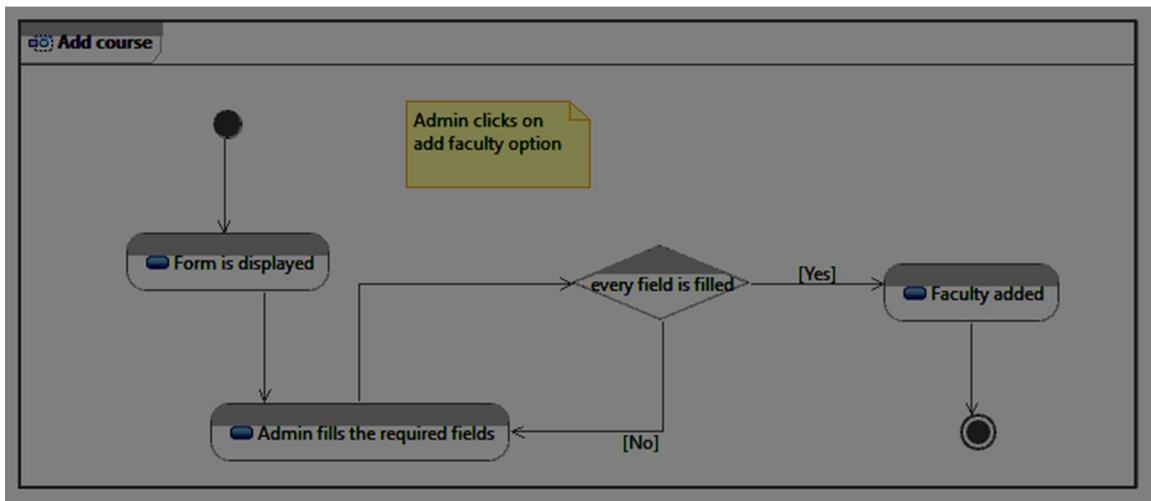 Add course
Admin clicks on
add faculty option
Form is displayed
every field is filled
[Yes]
Faculty added
Admin fills the required fields
[No]